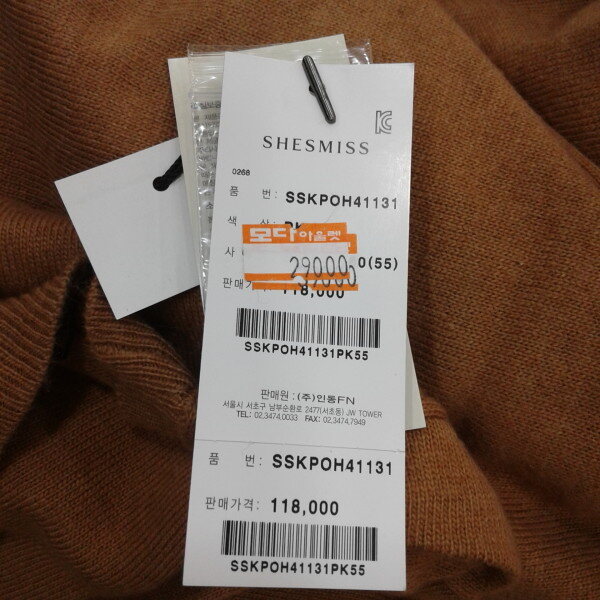 KC
SHESMISS
0268
품 번: SSKPOH41131
색 상:
모다아울렛
사
29000
0(55)
판매가 118,000
SSKPOH41131PK55
판매원 : (주)인동FN
서울시 서초구 남부순환로 2477(서초동) JW TOWER
TEL: 02.3474.0033 FAX: 02.3474.7949
품 번: SSKPOH41131
판매가격: 118,000
SSKPOH41131PK55